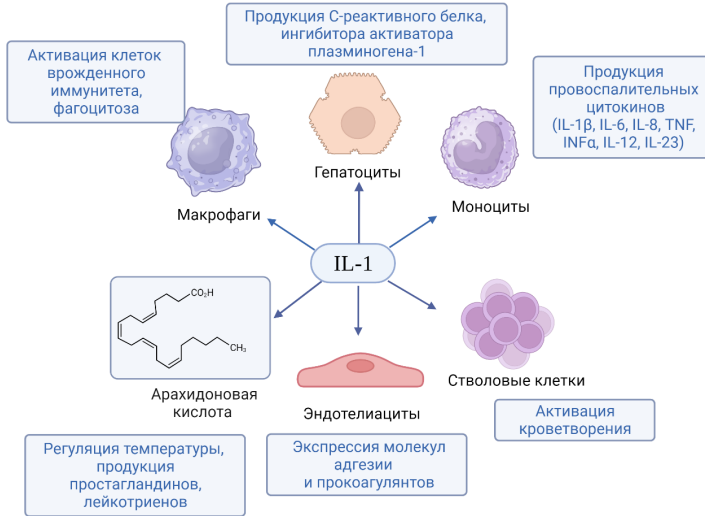 Продукция С-реактивного белка,
ингибитора активатора
плазминогена-1
Активация клеток
врожденного
иммунитета,
фагоцитоза
Продукция
провоспалительных
цитокинов
(IL-1β, IL-6, IL-8, TNF,
INFα, IL-12, IL-23)
Гепатоциты
Макрофаги
Моноциты
IL-1
CO₂H
CH₃
Арахидоновая
кислота
Эндотелиациты
Стволовые клетки
Активация
кроветворения
Регуляция температуры,
продукция
простагландинов,
лейкотриенов
Экспрессия молекул
адгезии
и прокоагулянтов